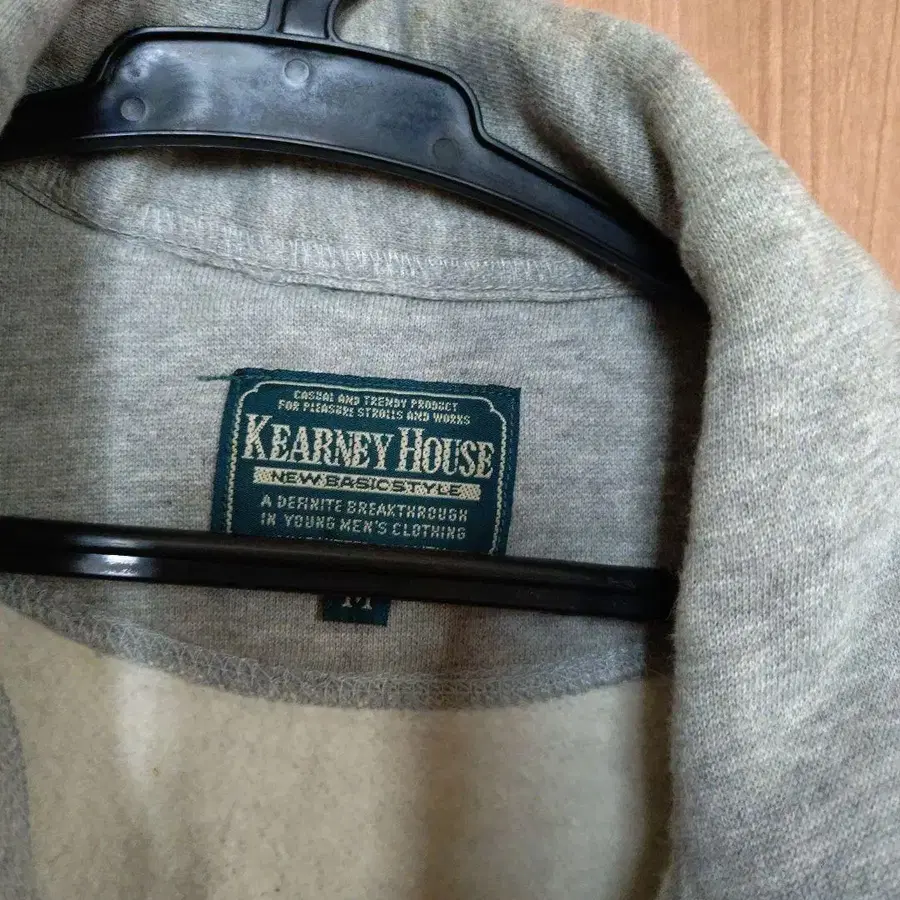 CASUAL AND TRENDY PRODUCT
FOR PLEASURE STROLLS AND WORKS
KEARNEY HOUSE
NEW BASIC STYLE
A DEFINITE BREAKTHROUGH
IN YOUNG MEN'S CLOTHING
M